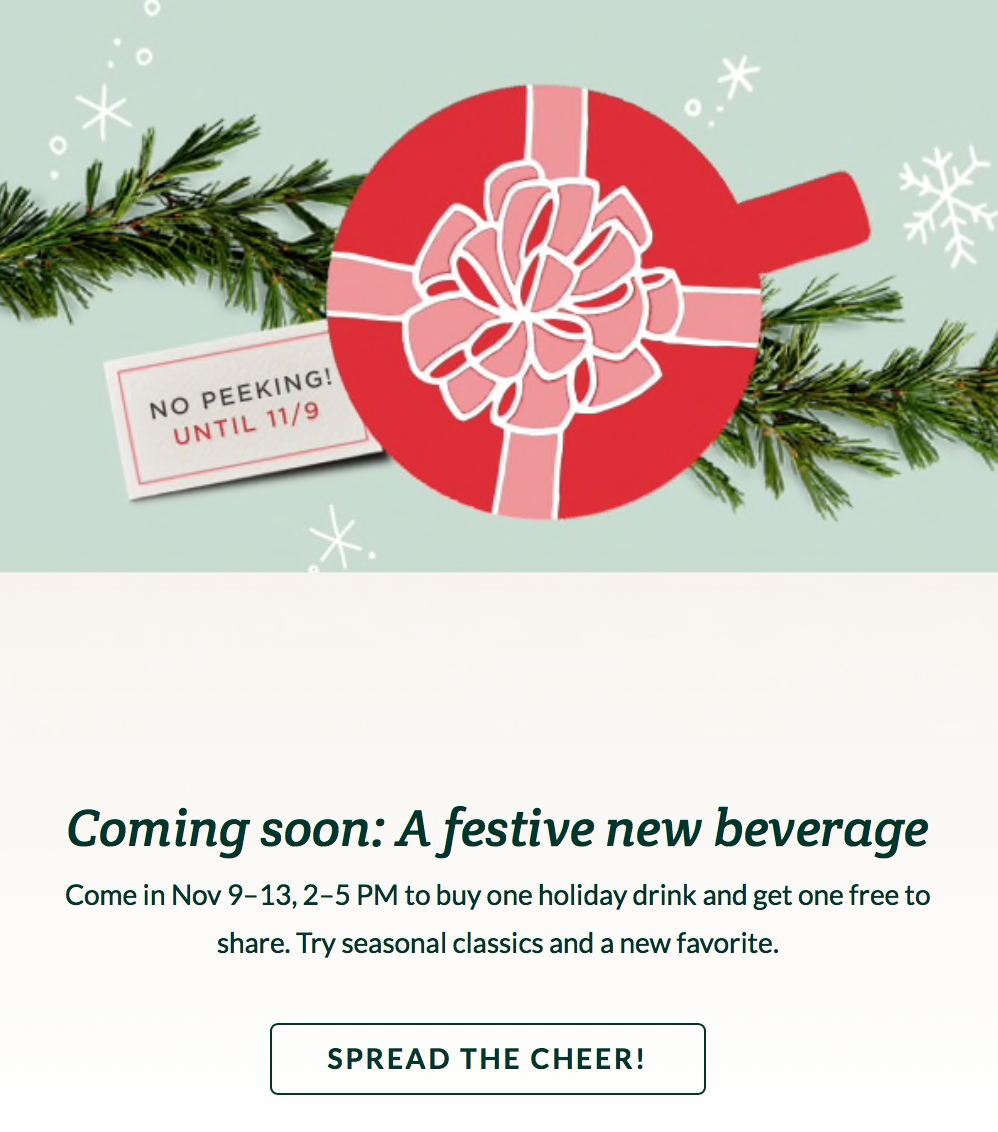 NO PEEKING!
UNTIL 11/9
Coming soon: A festive new beverage
Come in Nov 9–13, 2–5 PM to buy one holiday drink and get one free to
share. Try seasonal classics and a new favorite.
SPREAD THE CHEER!